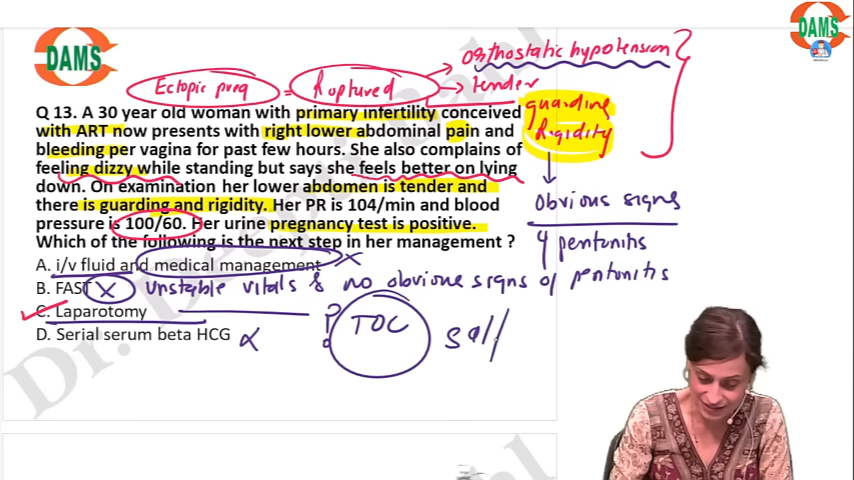 DAMS
DAMS
Orthostatic hypotension
Ectopic preg = Ruptured
tender
guarding
Rigidity
Q 13. A 30 year old woman with primary infertility conceived
with ART now presents with right lower abdominal pain and
bleeding per vagina for past few hours. She also complains of
feeling dizzy while standing but says she feels better on lying
down. On examination her lower abdomen is tender and
there is guarding and rigidity. Her PR is 104/min and blood
pressure is 100/60. Her urine pregnancy test is positive.
Which of the following is the next step in her management ?
Obvious signs
of peritonitis
A. i/v fluid and medical management x
B. FAST X unstable vitals & no obvious signs of peritonitis
C. Laparotomy
TOC
D. Serial serum beta HCG